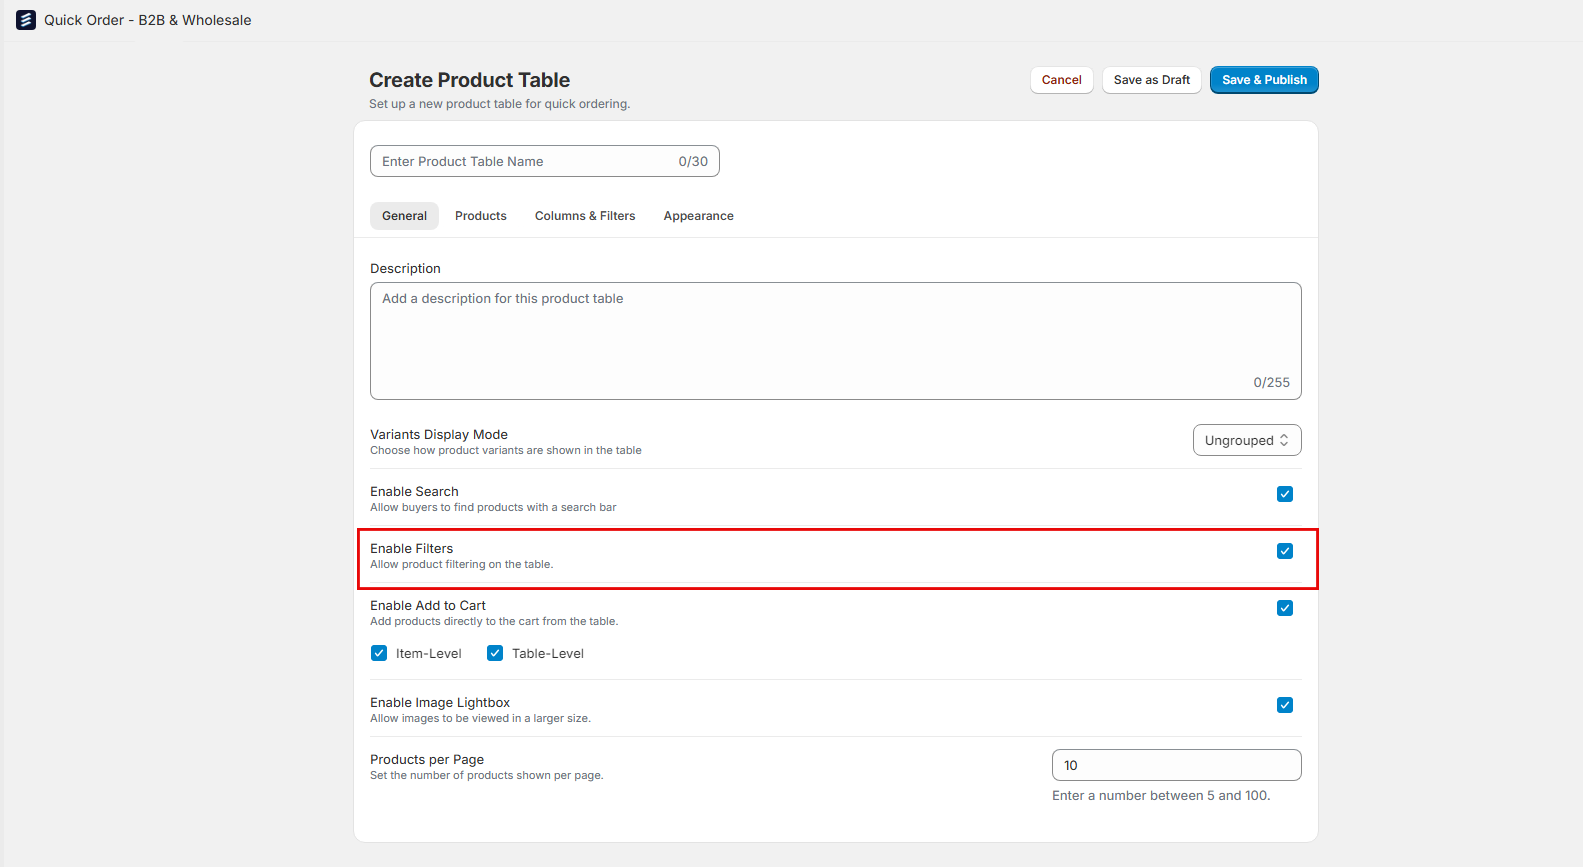 Quick Order - B2B & Wholesale
Create Product Table
Set up a new product table for quick ordering.
Cancel
Save as Draft
Save & Publish
Enter Product Table Name 0/30
General Products Columns & Filters Appearance
Description
Add a description for this product table
0/255
Variants Display Mode
Choose how product variants are shown in the table
Ungrouped
Enable Search
Allow buyers to find products with a search bar
Enable Filters
Allow product filtering on the table.
Enable Add to Cart
Add products directly to the cart from the table.
Item-Level Table-Level
Enable Image Lightbox
Allow images to be viewed in a larger size.
Products per Page
Set the number of products shown per page.
10
Enter a number between 5 and 100.